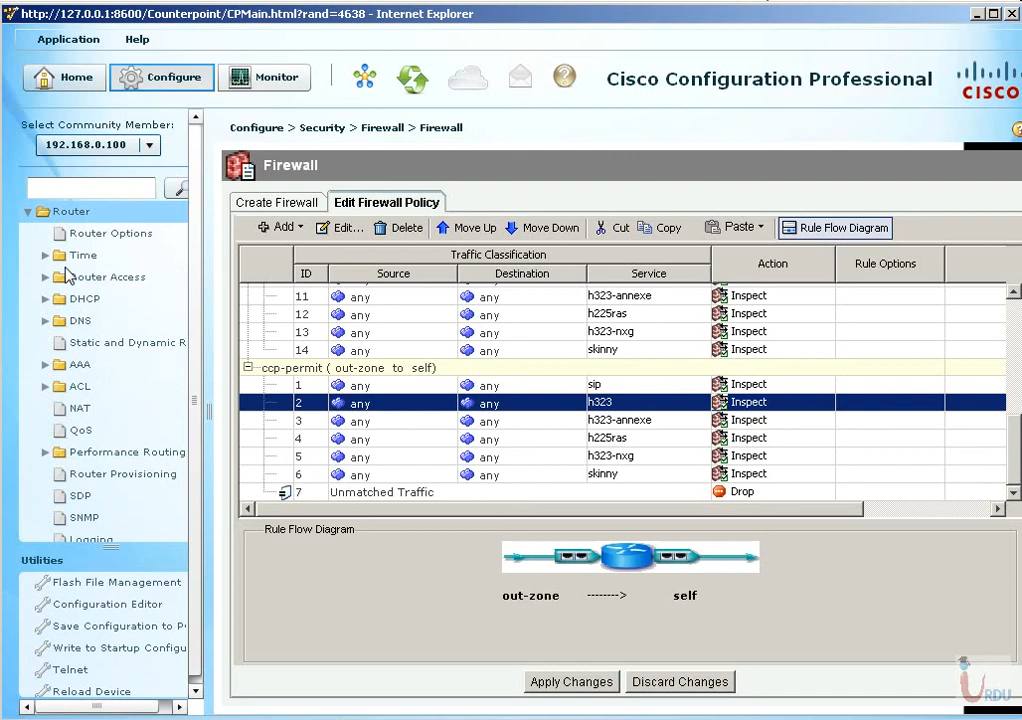 http://127.0.0.1:8600/Counterpoint/CPMain.html?rand=4638 - Internet Explorer
Application Help
Home Configure Monitor
Cisco Configuration Professional
CISCO
Select Community Member:
192.168.0.100
Router
Router Options
Time
Router Access
DHCP
DNS
Static and Dynamic R
AAA
ACL
NAT
QoS
Performance Routing
Router Provisioning
SDP
SNMP
Logging
Utilities
Flash File Management
Configuration Editor
Save Configuration to P
Write to Startup Configu
Telnet
Reload Device
Configure > Security > Firewall > Firewall
Firewall
Create Firewall Edit Firewall Policy
Add Edit... Delete Move Up Move Down Cut Copy Paste Rule Flow Diagram
Traffic Classification Action Rule Options
ID Source Destination Service
11 any any h323-annexe Inspect
12 any any h225ras Inspect
13 any any h323-nxg Inspect
14 any any skinny Inspect
ccp-permit ( out-zone to self)
1 any any sip Inspect
2 any any h323 Inspect
3 any any h323-annexe Inspect
4 any any h225ras Inspect
5 any any h323-nxg Inspect
6 any any skinny Inspect
7 Unmatched Traffic Drop
Rule Flow Diagram
out-zone --------> self
Apply Changes Discard Changes
URDU